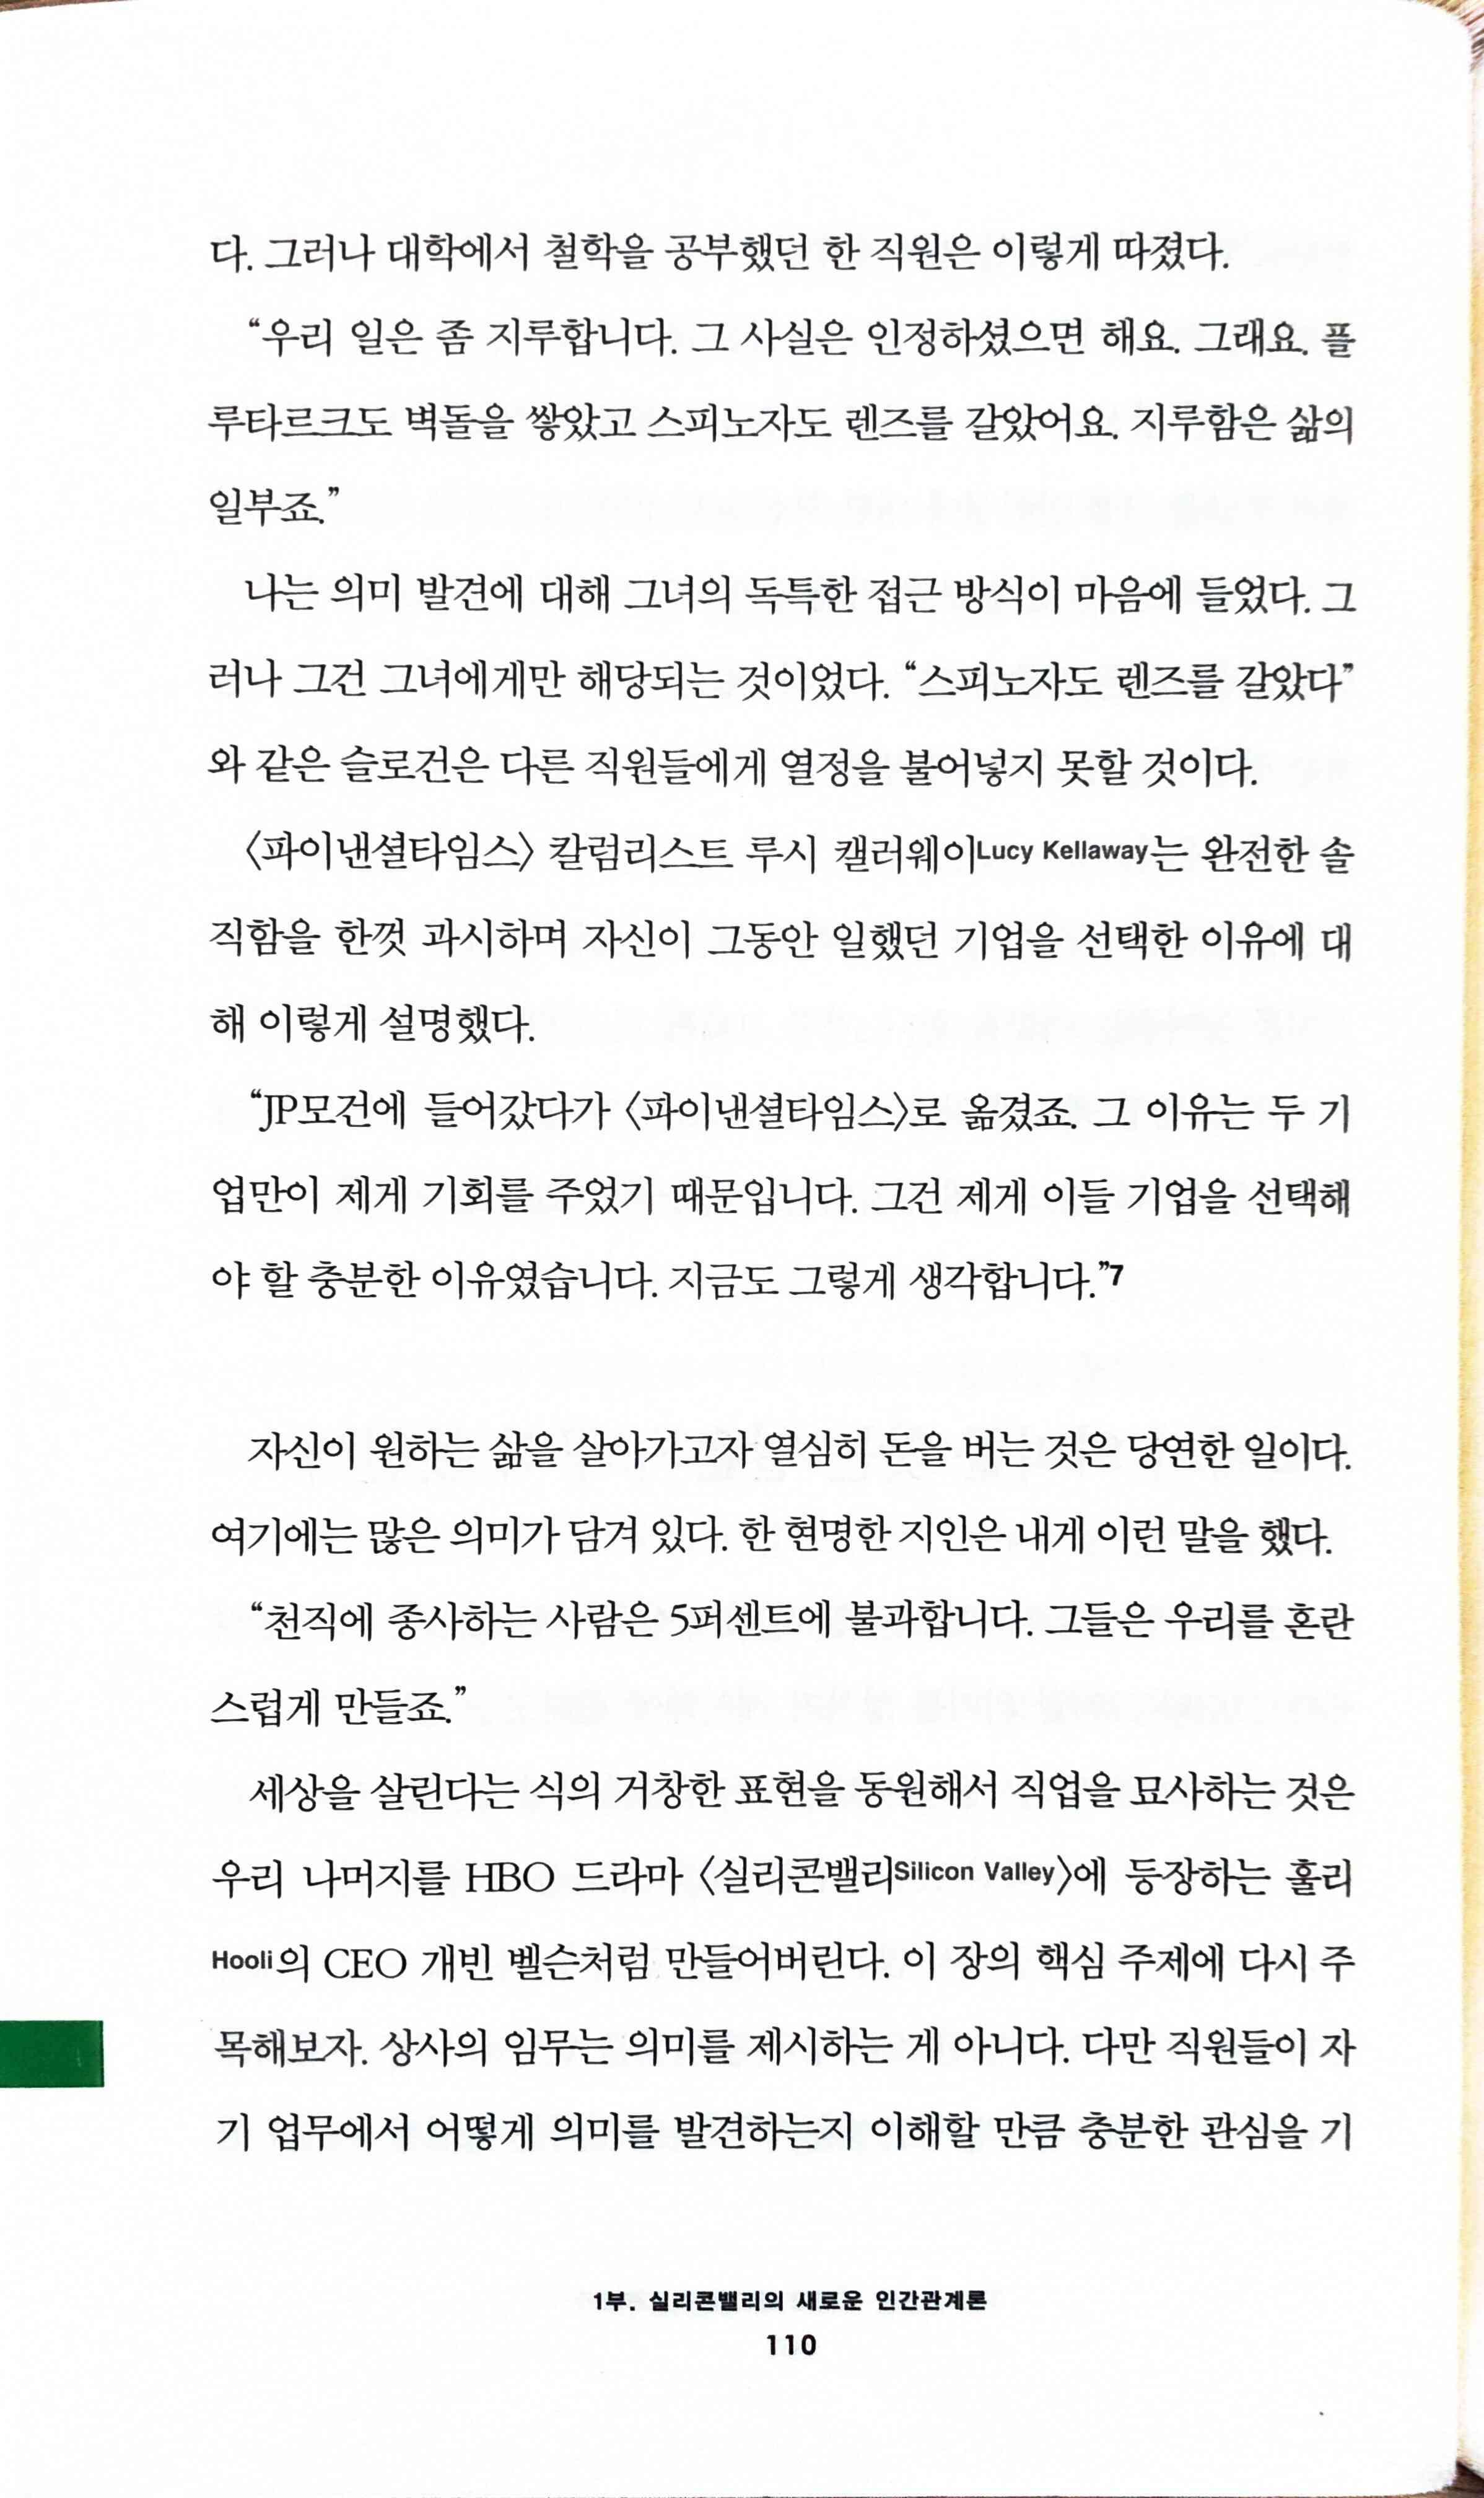 다. 그러나 대학에서 철학을 공부했던 한 직원은 이렇게 따졌다.
“우리 일은 좀 지루합니다. 그 사실은 인정하셨으면 해요. 그래요. 플
루타르크도 벽돌을 쌓았고 스피노자도 렌즈를 갈았어요. 지루함은 삶의
일부죠.”
나는 의미 발견에 대해 그녀의 독특한 접근 방식이 마음에 들었다. 그
러나 그건 그녀에게만 해당되는 것이었다. “스피노자도 렌즈를 갈았다”
와 같은 슬로건은 다른 직원들에게 열정을 불어넣지 못할 것이다.
〈파이낸셜타임스〉 칼럼리스트 루시 캘러웨이Lucy Kellaway는 완전한 솔
직함을 한껏 과시하며 자신이 그동안 일했던 기업을 선택한 이유에 대
해 이렇게 설명했다.
“JP모건에 들어갔다가 〈파이낸셜타임스〉로 옮겼죠. 그 이유는 두 기
업만이 제게 기회를 주었기 때문입니다. 그건 제게 이들 기업을 선택해
야 할 충분한 이유였습니다. 지금도 그렇게 생각합니다.”7
자신이 원하는 삶을 살아가고자 열심히 돈을 버는 것은 당연한 일이다.
여기에는 많은 의미가 담겨 있다. 한 현명한 지인은 내게 이런 말을 했다.
“천직에 종사하는 사람은 5퍼센트에 불과합니다. 그들은 우리를 혼란
스럽게 만들죠.”
세상을 살린다는 식의 거창한 표현을 동원해서 직업을 묘사하는 것은
우리 나머지를 HBO 드라마 〈실리콘밸리Silicon Valley〉에 등장하는 훌리
Hooli의 CEO 개빈 벨슨처럼 만들어버린다. 이 장의 핵심 주제에 다시 주
목해보자. 상사의 임무는 의미를 제시하는 게 아니다. 다만 직원들이 자
기 업무에서 어떻게 의미를 발견하는지 이해할 만큼 충분한 관심을 기
1부. 실리콘밸리의 새로운 인간관계론
110